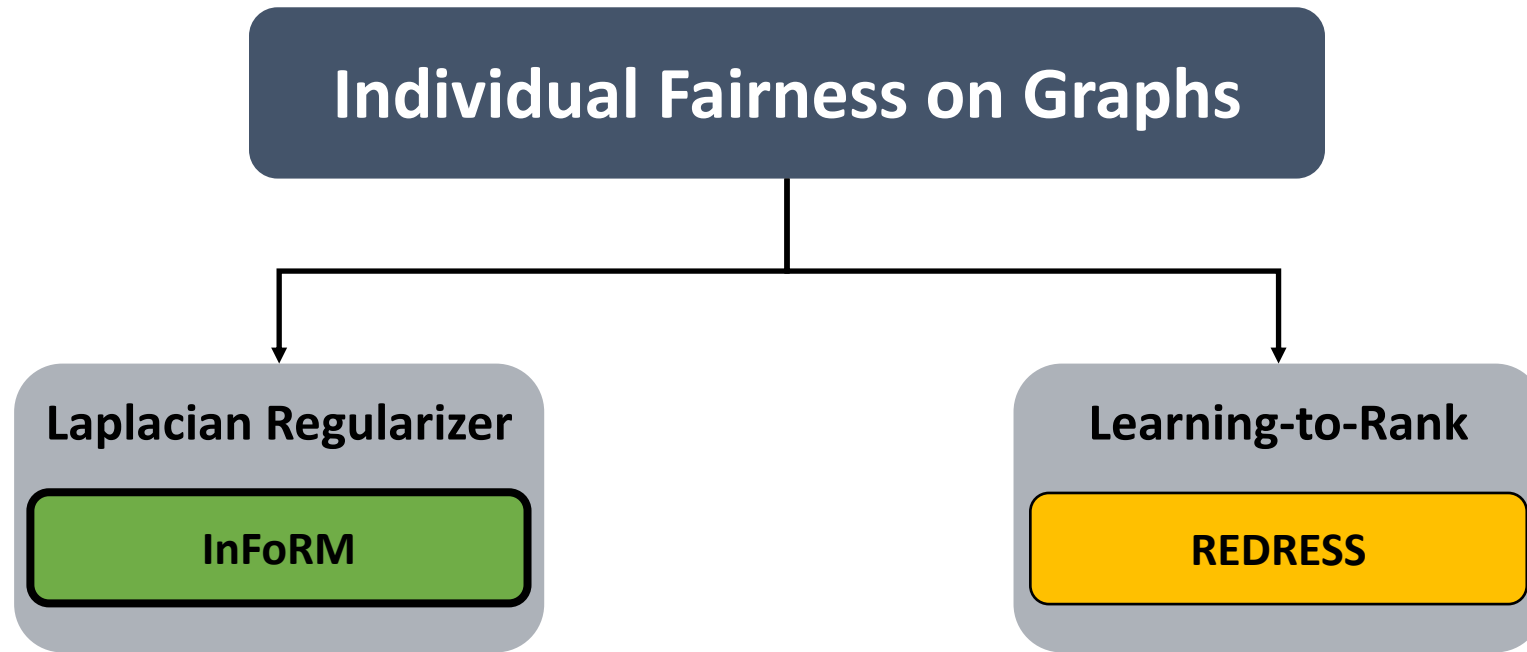 Individual Fairness on Graphs
Laplacian Regularizer
InFoRM
Learning-to-Rank
REDRESS